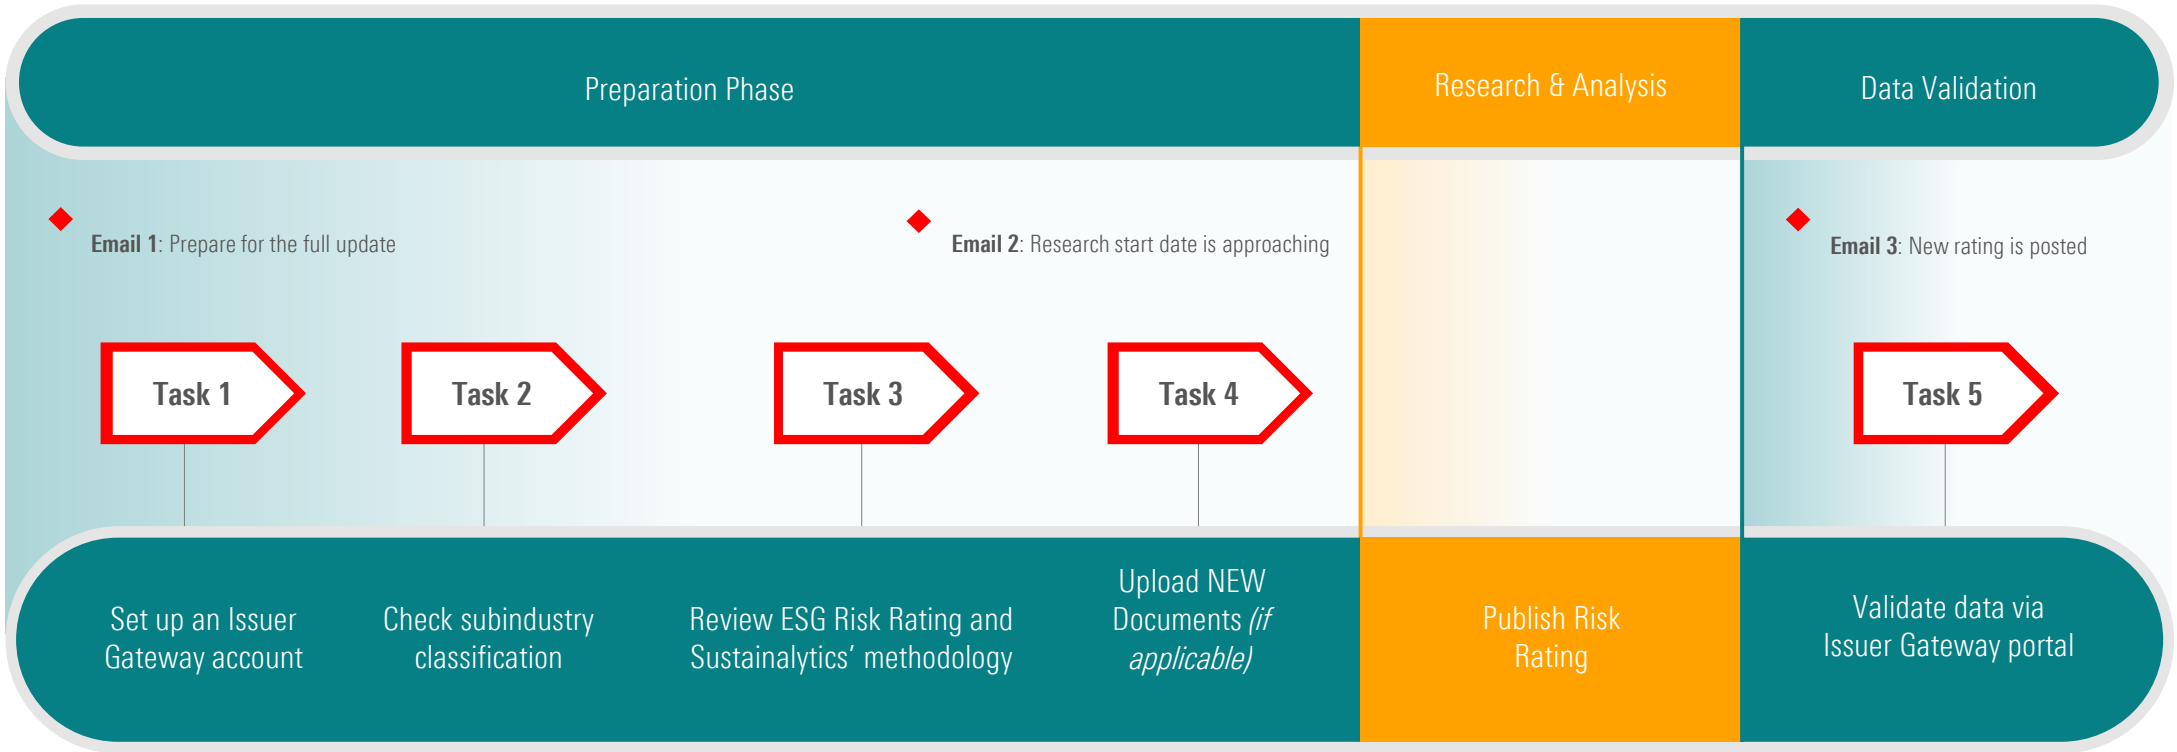 Preparation Phase
Research & Analysis
Data Validation
Email 1: Prepare for the full update
Email 2: Research start date is approaching
Email 3: New rating is posted
Task 1
Task 2
Task 3
Task 4
Task 5
Set up an Issuer
Gateway account
Check subindustry
classification
Review ESG Risk Rating and
Sustainalytics’ methodology
Upload NEW
Documents (if
applicable)
Publish Risk
Rating
Validate data via
Issuer Gateway portal